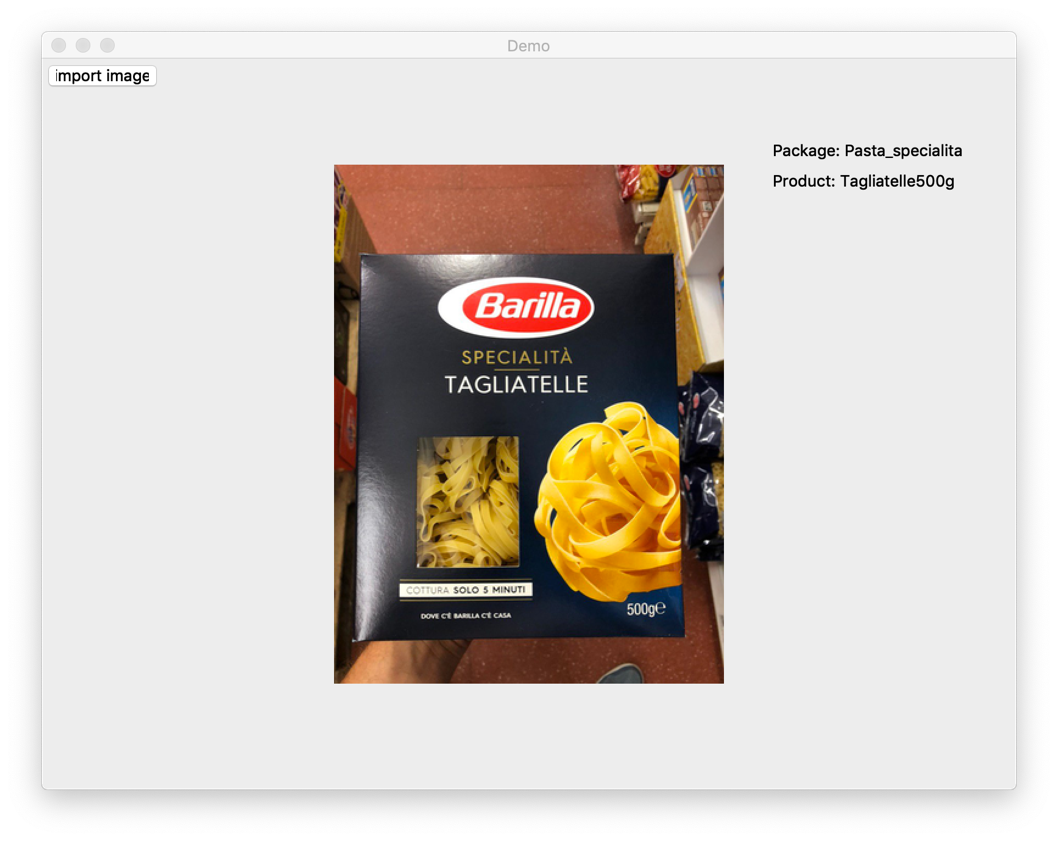 Demo
import image
Package: Pasta_specialita
Product: Tagliatelle500g
Barilla
SPECIALITÀ
TAGLIATELLE
COTTURA SOLO 5 MINUTI
DOVE C'È BARILLA C'È CASA
500g℮